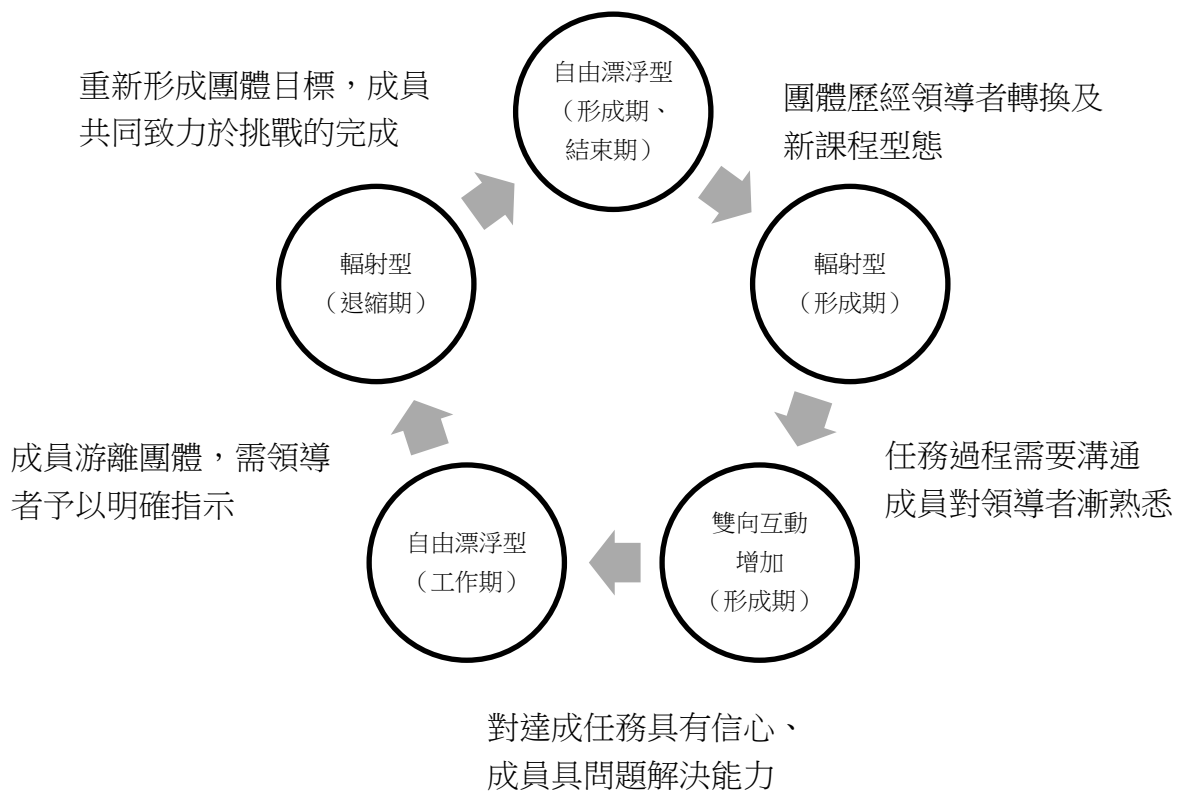 自由漂浮型
（形成期、
結束期）
團體歷經領導者轉換及
新課程型態
輻射型
（形成期）
任務過程需要溝通
成員對領導者漸熟悉
雙向互動
增加
（形成期）
對達成任務具有信心、
成員具問題解決能力
自由漂浮型
（工作期）
成員游離團體，需領導
者予以明確指示
輻射型
（退縮期）
重新形成團體目標，成員
共同致力於挑戰的完成